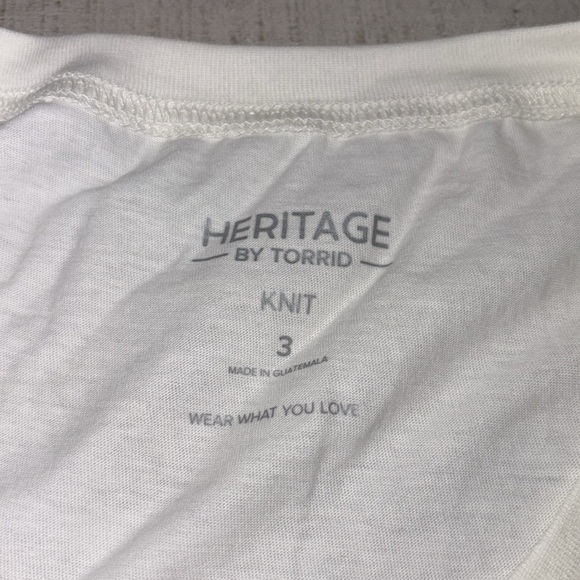 HERITAGE
BY TORRID
KNIT
3
MADE IN GUATEMALA
WEAR WHAT YOU LOVE